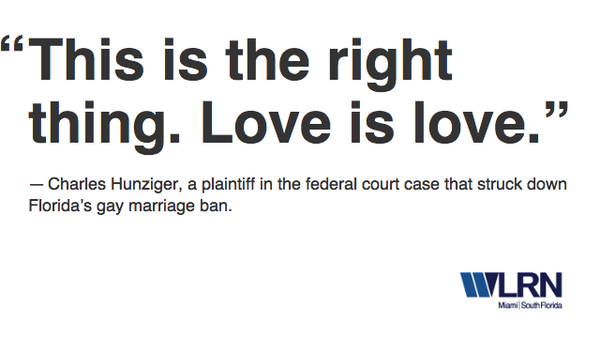 “This is the right
thing. Love is love.”
— Charles Hunziger, a plaintiff in the federal court case that struck down
Florida’s gay marriage ban.
WLRN
Miami | South Florida